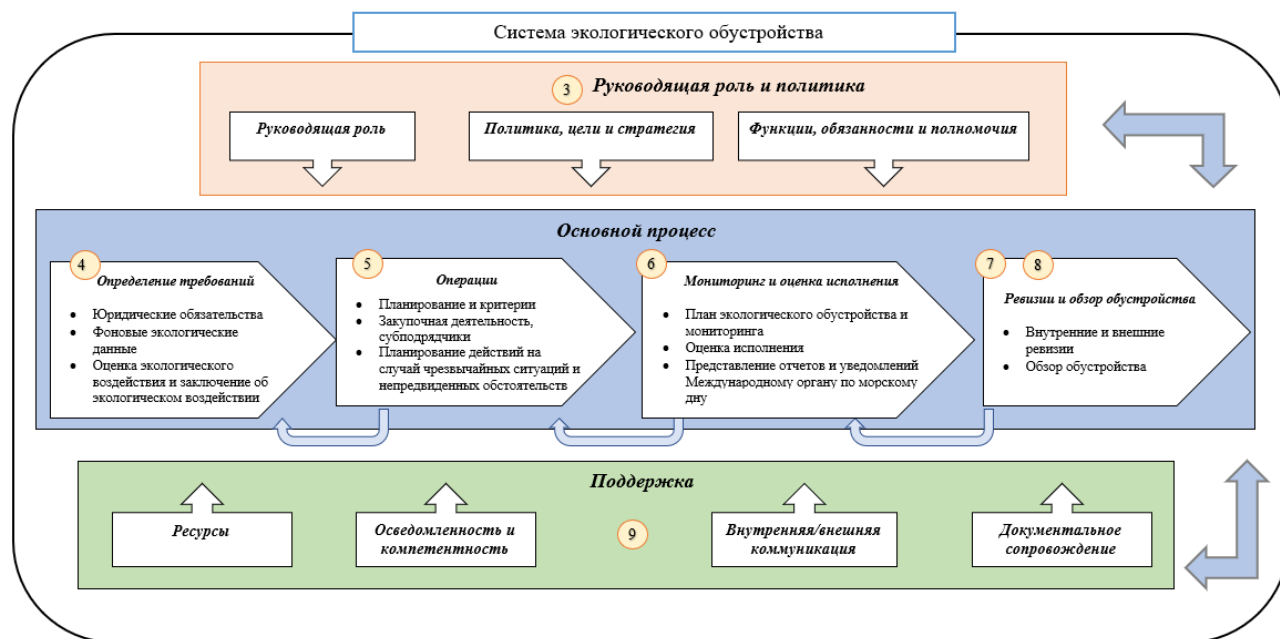 Система экологического обустройства
3
Руководящая роль и политика
Руководящая роль
Политика, цели и стратегия
Функции, обязанности и полномочия
Основной процесс
4
Определение требований
• Юридические обязательства
• Фоновые экологические
данные
• Оценка экологического
воздействия и заключение об
экологическом воздействии
5
Операции
• Планирование и критерии
• Закупочная деятельность,
субподрядчики
• Планирование действий на
случай чрезвычайных ситуаций и
непредвиденных обстоятельств
6
Мониторинг и оценка исполнения
• План экологического обустройства и
мониторинга
• Оценка исполнения
• Представление отчетов и уведомлений
Международному органу по морскому
дну
7
8
Ревизии и обзор обустройства
• Внутренние и внешние
ревизии
• Обзор обустройства
Поддержка
Ресурсы
Осведомленность и
компетентность
9
Внутренняя/внешняя
коммуникация
Документальное
сопровождение